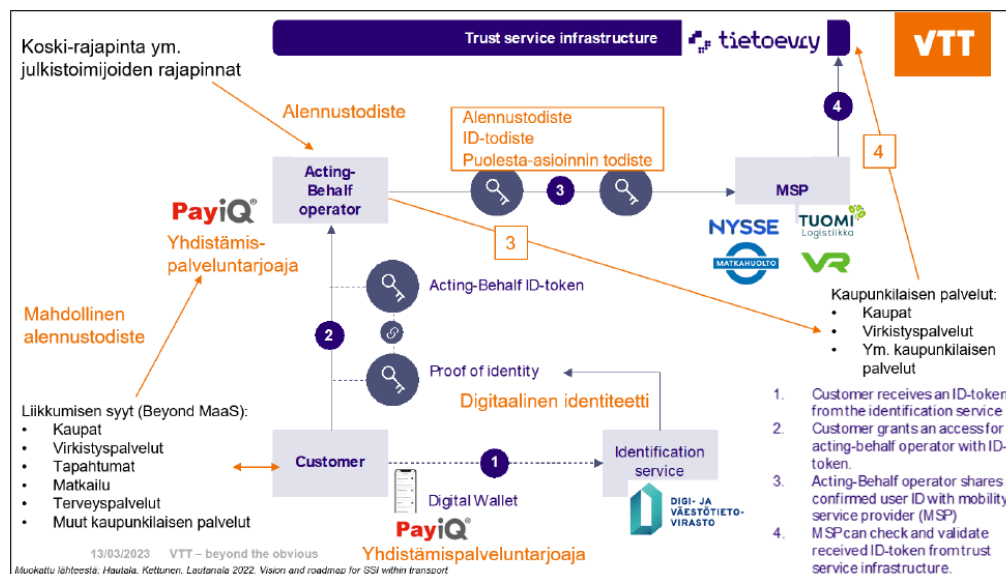 Trust service infrastructure
tietoevry
VTT
Koski-rajapinta ym.
julkistoimijoiden rajapinnat
Alennustodiste
Alennustodiste
ID-todiste
Puolesta-asioinnin todiste
4
4
Acting-
Behalf
operator
3
MSP
PayiQ®
Yhdistämis-
palveluntarjoaja
3
NYSSE
TUOMI
Logistiikka
MATKAHUOLTO
VR
Acting-Behalf ID-token
Mahdollinen
alennustodiste
2
Kaupunkilaisen palvelut:
• Kaupat
• Virkistyspalvelut
• Ym. kaupunkilaisen
palvelut
Proof of identity
Digitaalinen identiteetti
Liikkumisen syyt (Beyond MaaS):
• Kaupat
• Virkistyspalvelut
• Tapahtumat
• Matkailu
• Terveyspalvelut
• Muut kaupunkilaisen palvelut
Customer
1
Identification
service
Digital Wallet
PayiQ®
Yhdistämispalveluntarjoaja
DIGI- JA
VÄESTÖTIETO-
VIRASTO
1. Customer receives an ID-token
from the identification service
2. Customer grants an access for
acting-behalf operator with ID-
token.
3. Acting-Behalf operator shares
confirmed user ID with mobility
service provider (MSP)
4. MSP can check and validate
received ID-token from trust
service infrastructure.
13/03/2023 VTT – beyond the obvious
Muokattu lähteestä: Hautala, Kettunen, Lautanala 2022. Vision and roadmap for SSI within transport